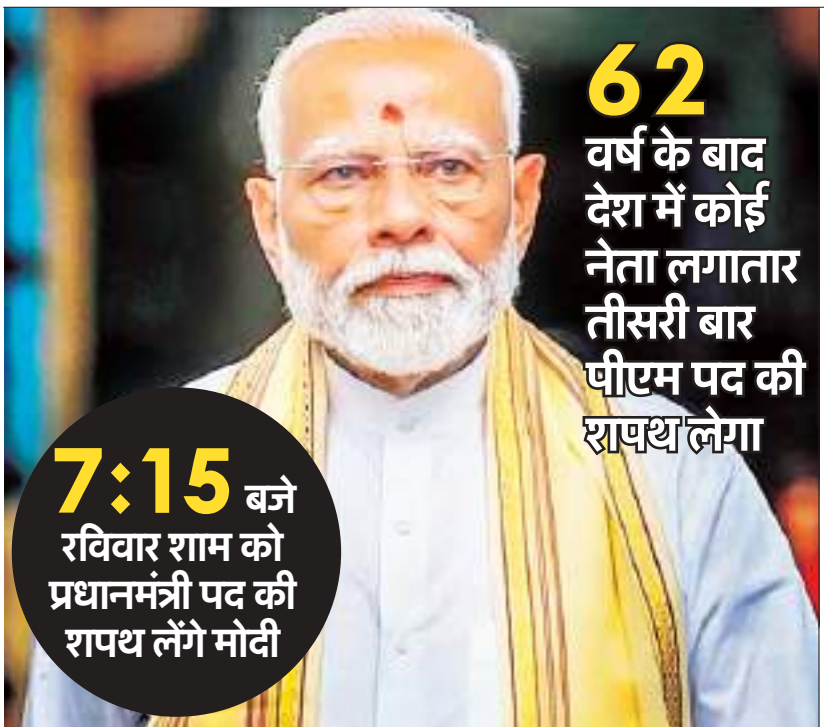 62
वर्ष के बाद
देश में कोई
नेता लगातार
तीसरी बार
पीएम पद की
शपथ लेगा
7:15 बजे
रविवार शाम को
प्रधानमंत्री पद की
शपथ लेंगे मोदी